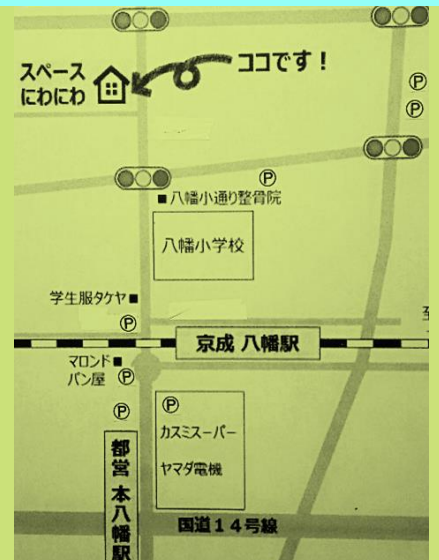 スペース
にわにわ
ココです！
Ⓟ
Ⓟ
Ⓟ
■八幡小通り整骨院
八幡小学校
学生服タケヤ■
Ⓟ
京成 八幡駅
マロンド■
パン屋 Ⓟ
Ⓟ
Ⓟ
カスミスーパー
ヤマダ電機
都営 本八幡駅
国道１４号線